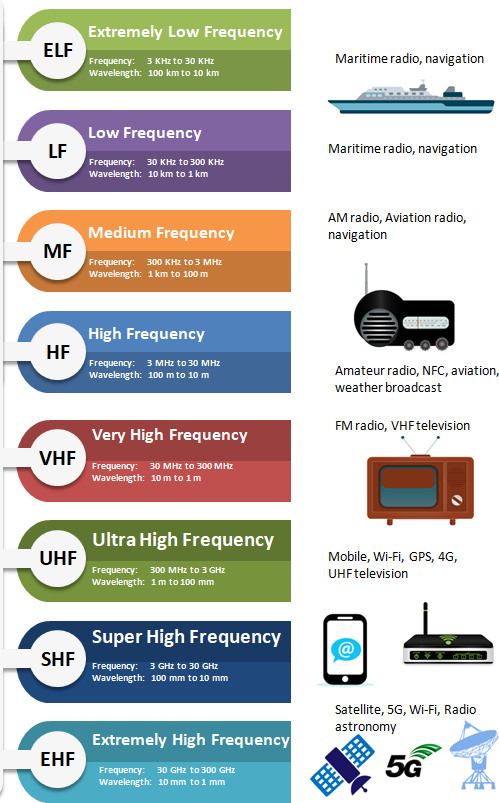 ELF
Extremely Low Frequency
Frequency: 3 KHz to 30 KHz
Wavelength: 100 km to 10 km
Maritime radio, navigation
LF
Low Frequency
Frequency: 30 KHz to 300 KHz
Wavelength: 10 km to 1 km
Maritime radio, navigation
MF
Medium Frequency
Frequency: 300 KHz to 3 MHz
Wavelength: 1 km to 100 m
AM radio, Aviation radio,
navigation
HF
High Frequency
Frequency: 3 MHz to 30 MHz
Wavelength: 100 m to 10 m
Amateur radio, NFC, aviation,
weather broadcast
VHF
Very High Frequency
Frequency: 30 MHz to 300 MHz
Wavelength: 10 m to 1 m
FM radio, VHF television
UHF
Ultra High Frequency
Frequency: 300 MHz to 3 GHz
Wavelength: 1 m to 100 mm
Mobile, Wi-Fi, GPS, 4G,
UHF television
@
SHF
Super High Frequency
Frequency: 3 GHz to 30 GHz
Wavelength: 100 mm to 10 mm
Satellite, 5G, Wi-Fi, Radio
astronomy
EHF
Extremely High Frequency
Frequency: 30 GHz to 300 GHz
Wavelength: 10 mm to 1 mm
5G